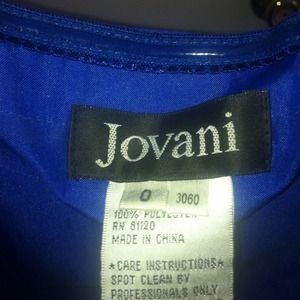 Jovani
0 3060
100% POLYESTER
RN 81120
MADE IN CHINA
*CARE INSTRUCTIONS*
SPOT CLEAN BY
PROFESSIONALS ONLY